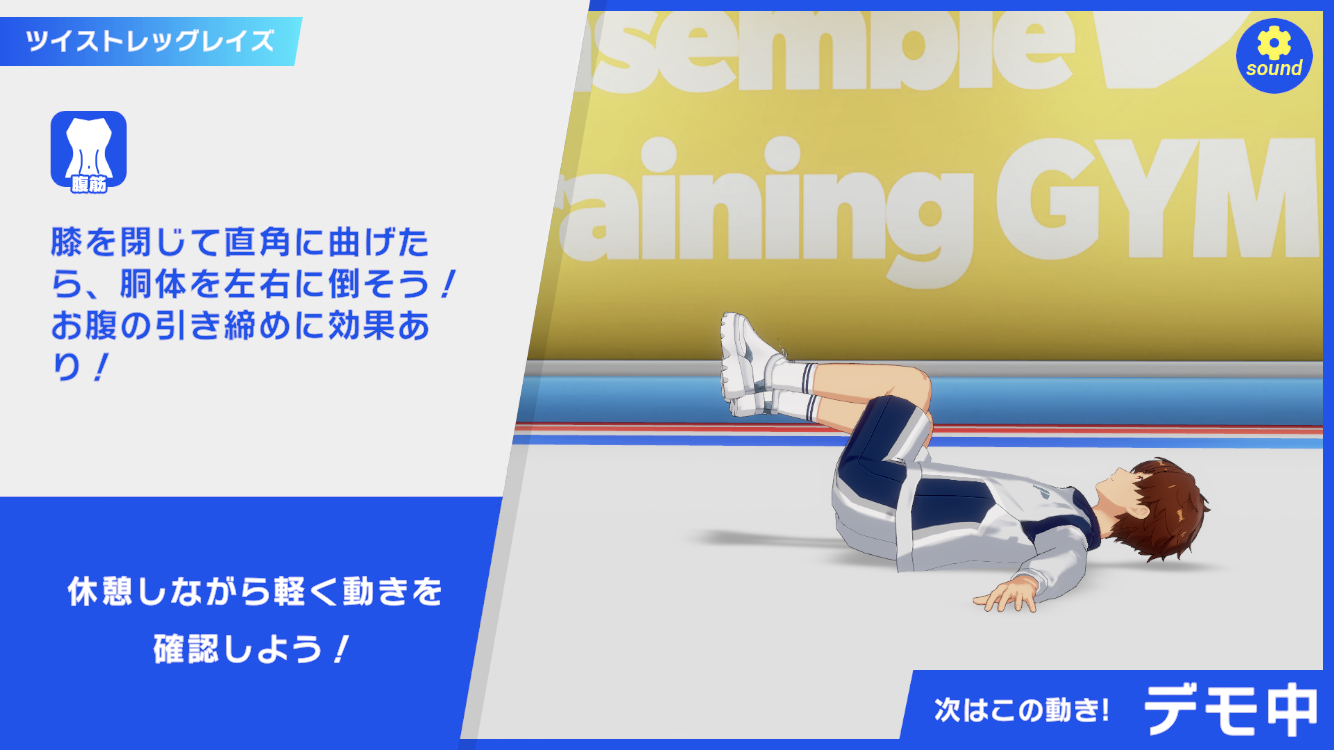 ツイストレッグレイズ
腹筋
膝を閉じて直角に曲げた
ら、胴体を左右に倒そう！
お腹の引き締めに効果あ
り！
休憩しながら軽く動きを
確認しよう！
nsemble
raining GYM
sound
次はこの動き!
デモ中